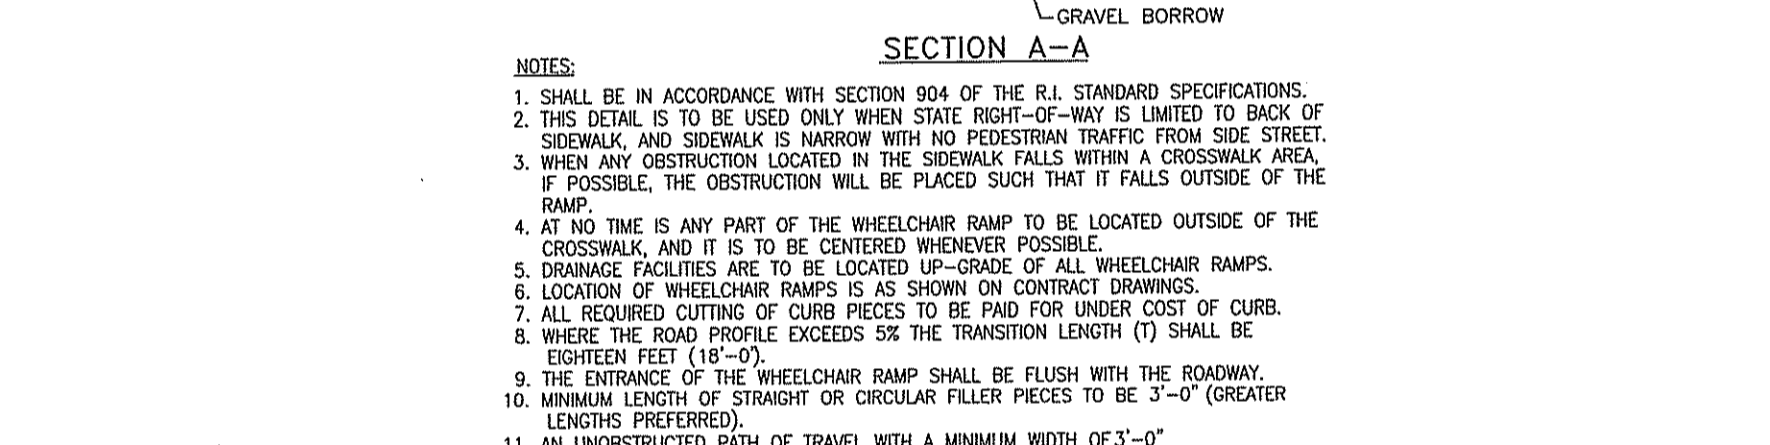 GRAVEL BORROW
SECTION A-A
NOTES:
1. SHALL BE IN ACCORDANCE WITH SECTION 904 OF THE R.I. STANDARD SPECIFICATIONS.
2. THIS DETAIL IS TO BE USED ONLY WHEN STATE RIGHT-OF-WAY IS LIMITED TO BACK OF
SIDEWALK, AND SIDEWALK IS NARROW WITH NO PEDESTRIAN TRAFFIC FROM SIDE STREET.
3. WHEN ANY OBSTRUCTION LOCATED IN THE SIDEWALK FALLS WITHIN A CROSSWALK AREA,
IF POSSIBLE, THE OBSTRUCTION WILL BE PLACED SUCH THAT IT FALLS OUTSIDE OF THE
RAMP.
4. AT NO TIME IS ANY PART OF THE WHEELCHAIR RAMP TO BE LOCATED OUTSIDE OF THE
CROSSWALK, AND IT IS TO BE CENTERED WHENEVER POSSIBLE.
5. DRAINAGE FACILITIES ARE TO BE LOCATED UP-GRADE OF ALL WHEELCHAIR RAMPS.
6. LOCATION OF WHEELCHAIR RAMPS IS AS SHOWN ON CONTRACT DRAWINGS.
7. ALL REQUIRED CUTTING OF CURB PIECES TO BE PAID FOR UNDER COST OF CURB.
8. WHERE THE ROAD PROFILE EXCEEDS 5% THE TRANSITION LENGTH (T) SHALL BE
EIGHTEEN FEET (18'-0").
9. THE ENTRANCE OF THE WHEELCHAIR RAMP SHALL BE FLUSH WITH THE ROADWAY.
10. MINIMUM LENGTH OF STRAIGHT OR CIRCULAR FILLER PIECES TO BE 3'-0" (GREATER
LENGTHS PREFERRED).
11. AN UNOBSTRUCTED PATH OF TRAVEL WITH A MINIMUM WIDTH OF 3'-0"